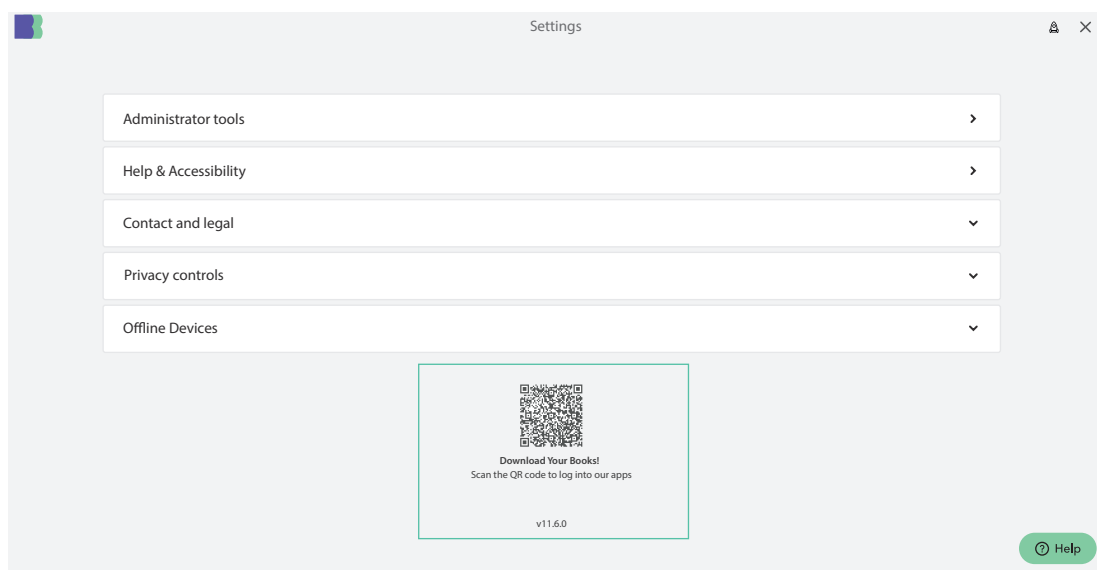 Settings
Administrator tools
Help & Accessibility
Contact and legal
Privacy controls
Offline Devices
Download Your Books!
Scan the QR code to log into our apps
v11.6.0
Help